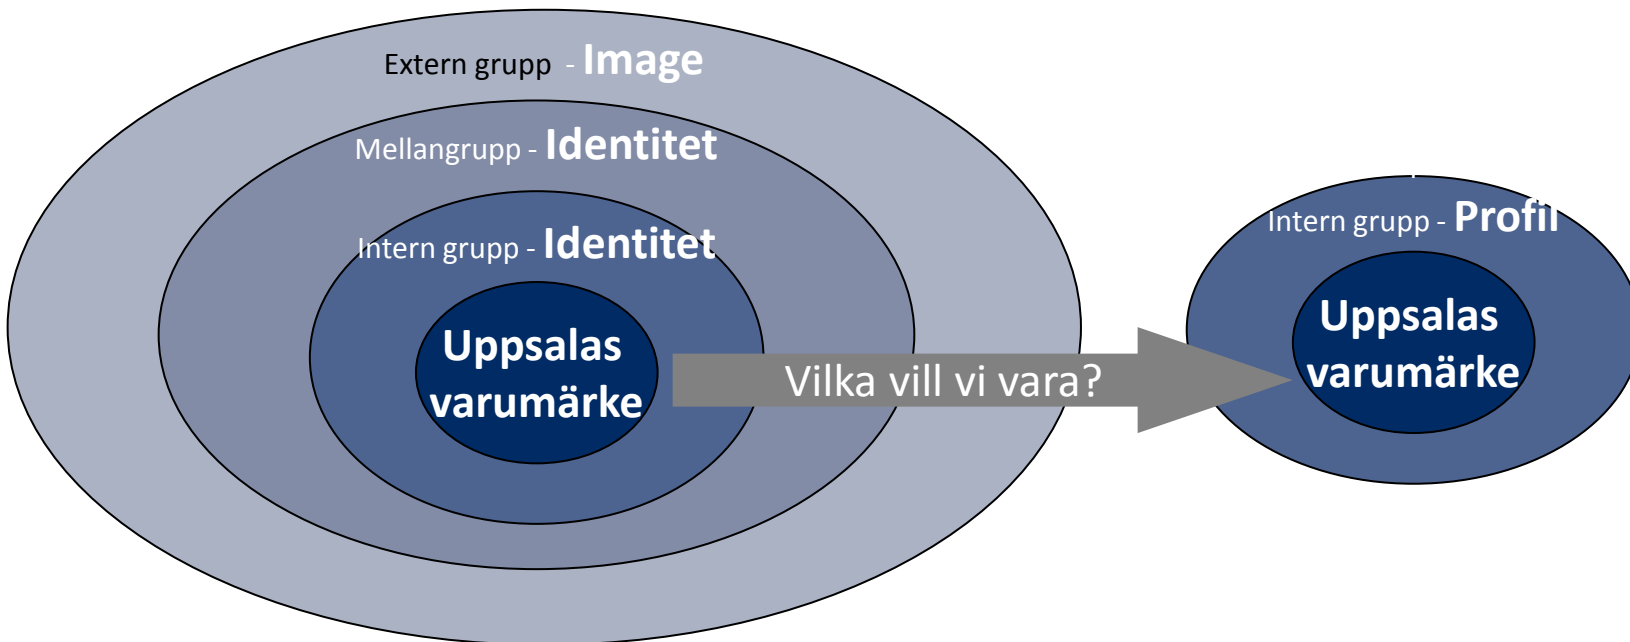 Extern grupp - Image
Mellangrupp - Identitet
Intern grupp - Identitet
Uppsalas
varumärke
Vilka vill vi vara?
Intern grupp - Profil
Uppsalas
varumärke